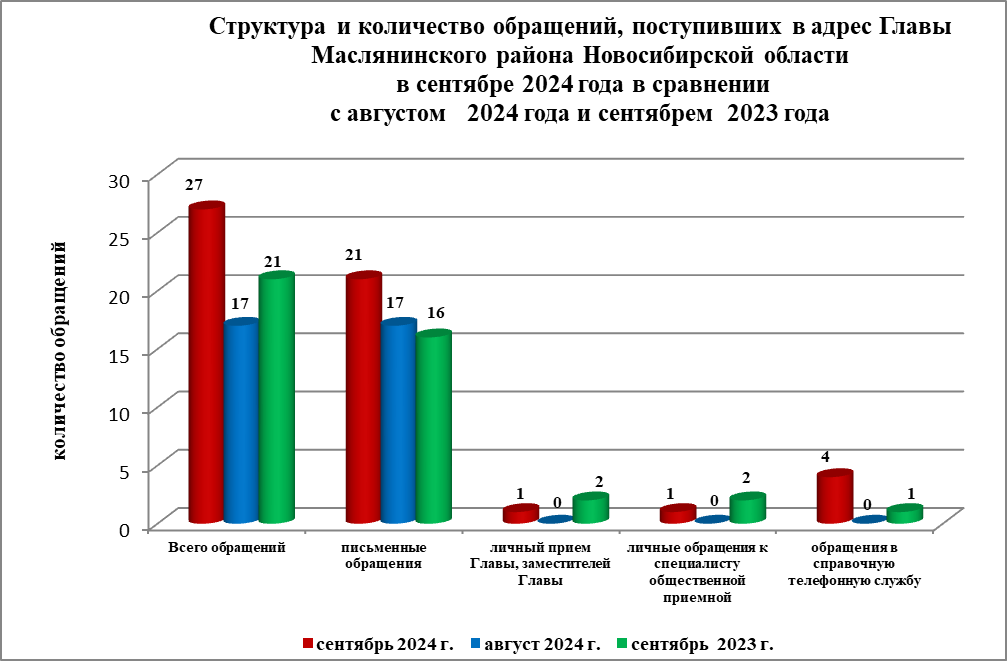 Структура и количество обращений, поступивших в адрес Главы
Маслянинского района Новосибирской области
в сентябре 2024 года в сравнении
с августом 2024 года и сентябрем 2023 года
количество обращений
30
25
20
15
10
5
0
27
17
21
21
17
16
1
0
2
1
0
2
4
0
1
Всего обращений
письменные
обращения
личный прием
Главы, заместителей
Главы
личные обращения к
специалисту
общественной
приемной
обращения в
справочную
телефонную службу
сентябрь 2024 г.
август 2024 г.
сентябрь 2023 г.